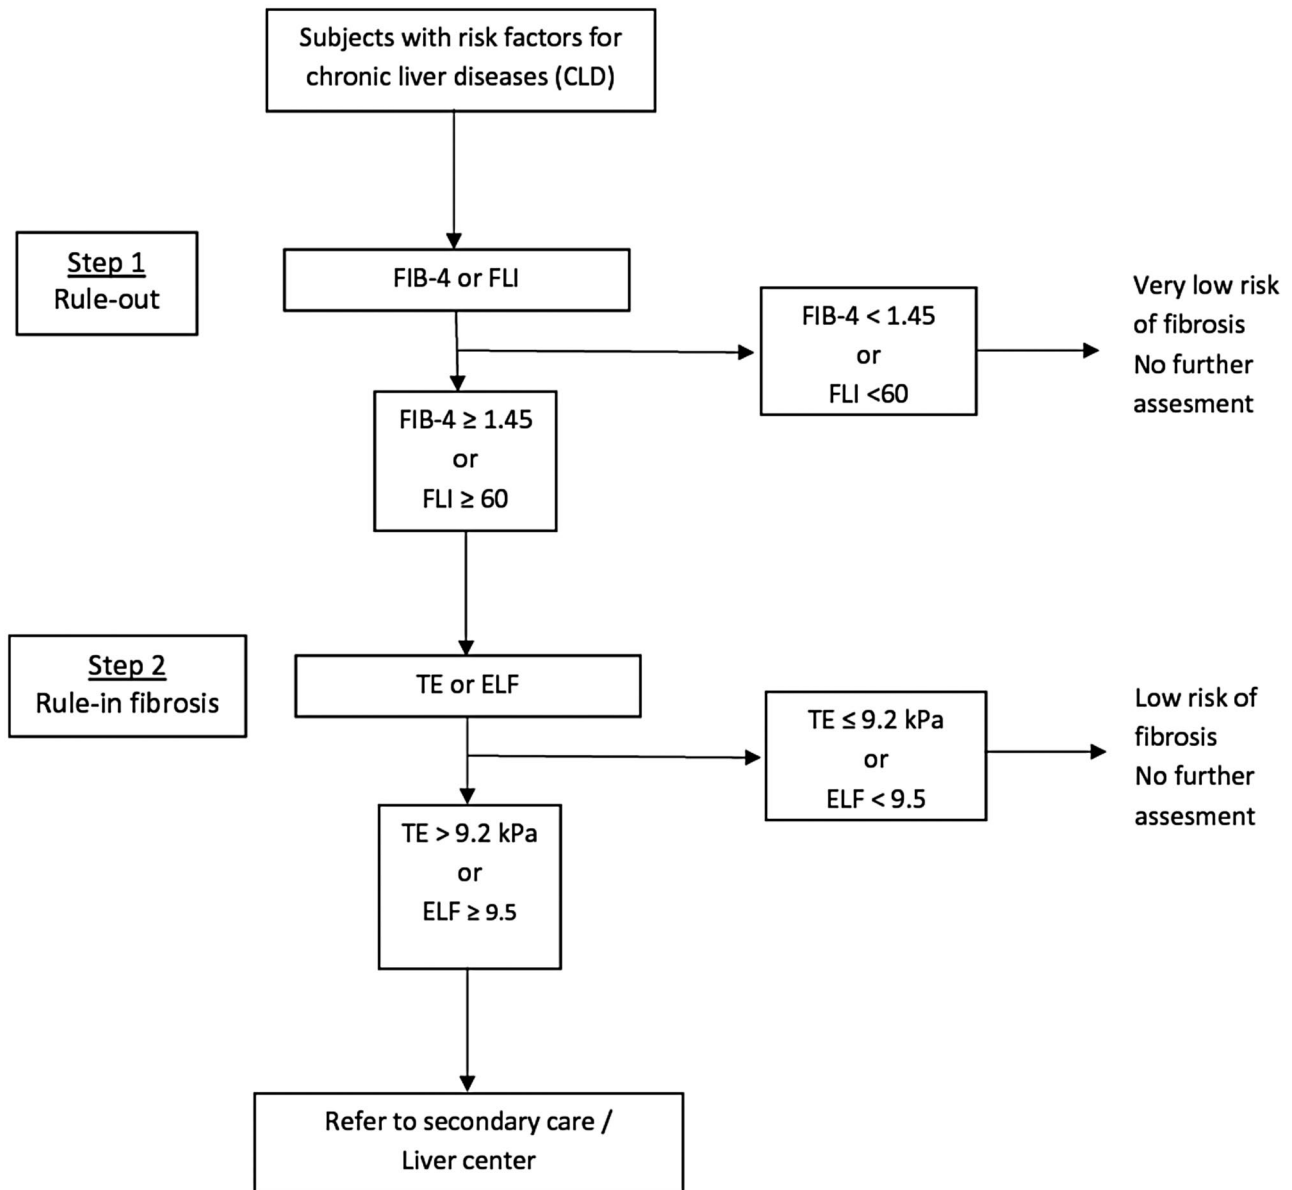 Subjects with risk factors for
chronic liver diseases (CLD)
Step 1
Rule-out
FIB-4 or FLI
FIB-4 < 1.45
or
FLI <60
Very low risk
of fibrosis
No further
assesment
FIB-4 ≥ 1.45
or
FLI ≥ 60
Step 2
Rule-in fibrosis
TE or ELF
TE ≤ 9.2 kPa
or
ELF < 9.5
Low risk of
fibrosis
No further
assesment
TE > 9.2 kPa
or
ELF ≥ 9.5
Refer to secondary care /
Liver center